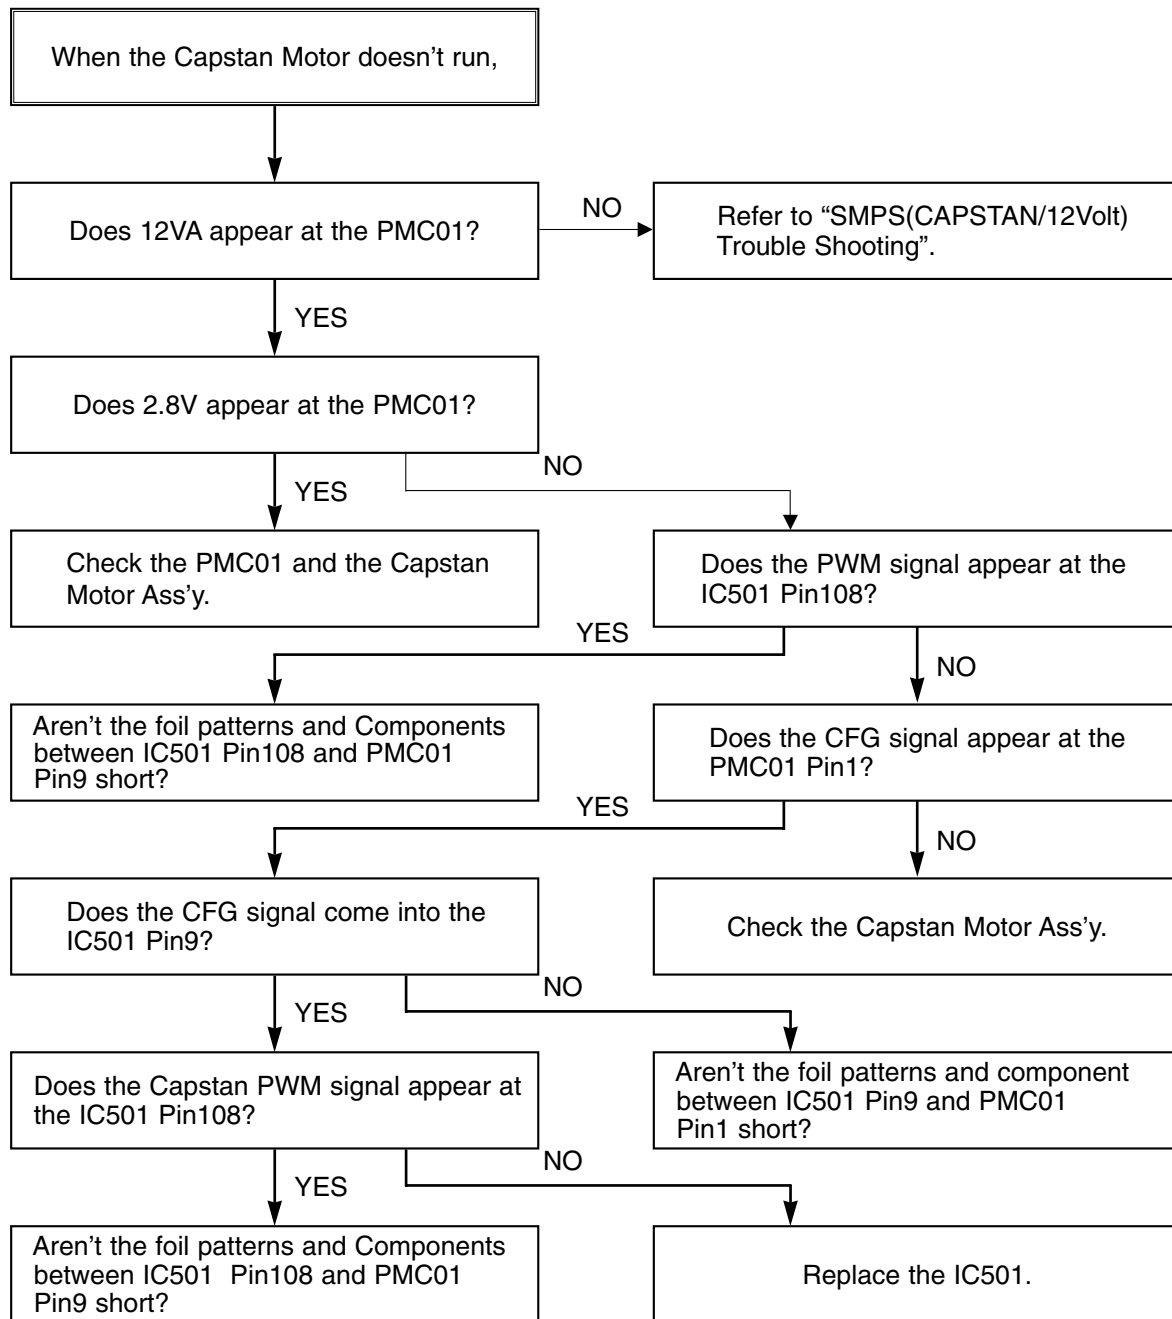 When the Capstan Motor doesn't run,
Does 12VA appear at the PMC01?
NO
Refer to “SMPS(CAPSTAN/12Volt)
Trouble Shooting”.
YES
Does 2.8V appear at the PMC01?
NO
YES
Check the PMC01 and the Capstan
Motor Ass'y.
Does the PWM signal appear at the
IC501 Pin108?
YES
NO
Aren't the foil patterns and Components
between IC501 Pin108 and PMC01
Pin9 short?
Does the CFG signal appear at the
PMC01 Pin1?
YES
NO
Does the CFG signal come into the
IC501 Pin9?
Check the Capstan Motor Ass'y.
NO
YES
Does the Capstan PWM signal appear at
the IC501 Pin108?
Aren't the foil patterns and component
between IC501 Pin9 and PMC01
Pin1 short?
NO
YES
Aren't the foil patterns and Components
between IC501 Pin108 and PMC01
Pin9 short?
Replace the IC501.